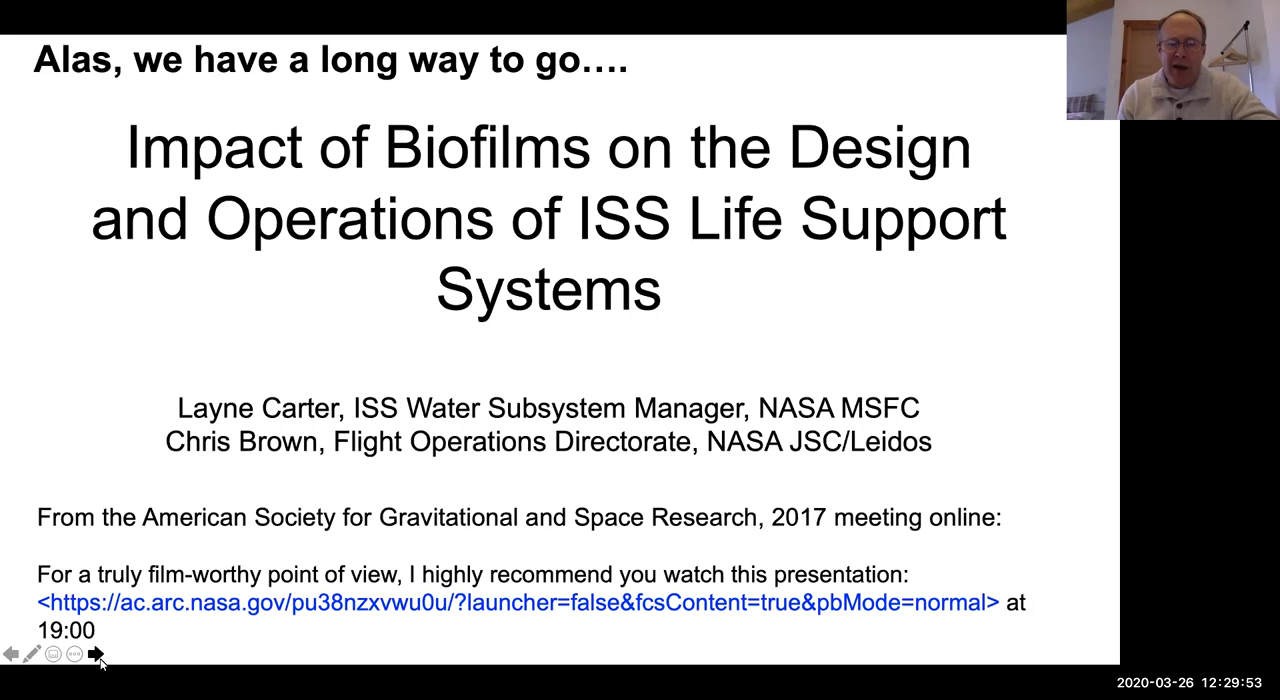 Alas, we have a long way to go….
Impact of Biofilms on the Design
and Operations of ISS Life Support
Systems
Layne Carter, ISS Water Subsystem Manager, NASA MSFC
Chris Brown, Flight Operations Directorate, NASA JSC/Leidos
From the American Society for Gravitational and Space Research, 2017 meeting online:
For a truly film-worthy point of view, I highly recommend you watch this presentation:
<https://ac.arc.nasa.gov/pu38nzxvwu0u/?launcher=false&fcsContent=true&pbMode=normal> at
19:00
2020-03-26 12:29:53